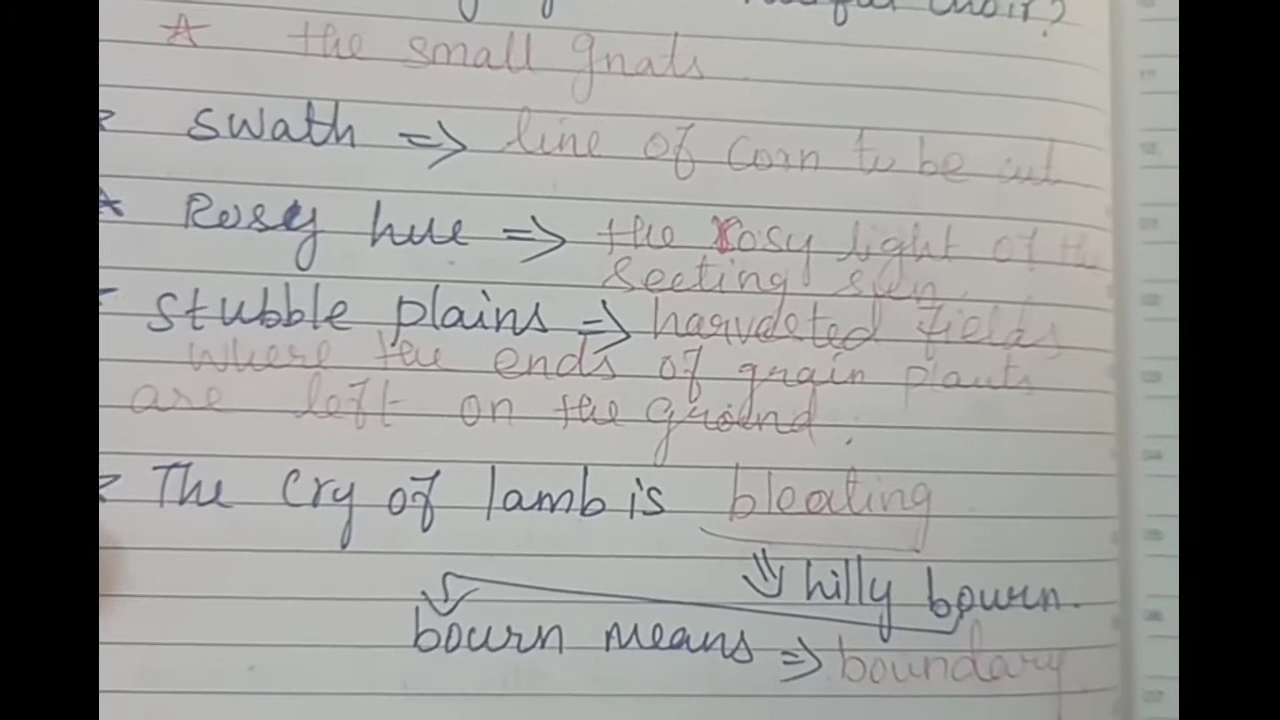 choir?
☆ the small gnats
swath => line of corn to be cut
☆ Rosy hue => the rosy light of the
seeting sun.
stubble plains => harvested fields
where the ends of grain plants
are left on the ground.
The cry of lamb is bleating
hilly bourn.
bourn means => boundary